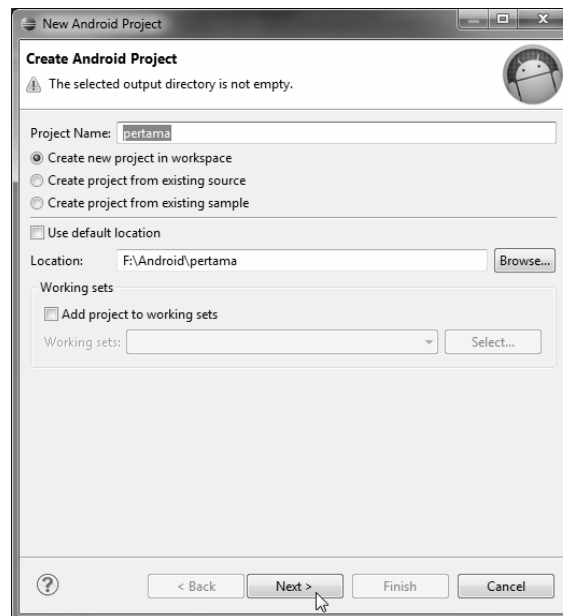 New Android Project
Create Android Project
The selected output directory is not empty.
Project Name: pertama
Create new project in workspace
Create project from existing source
Create project from existing sample
Use default location
Location: F:\Android\pertama Browse...
Working sets
Add project to working sets
Working sets: Select...
? < Back Next > Finish Cancel